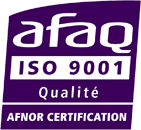 afaq
ISO 9001
Qualité
AFNOR CERTIFICATION